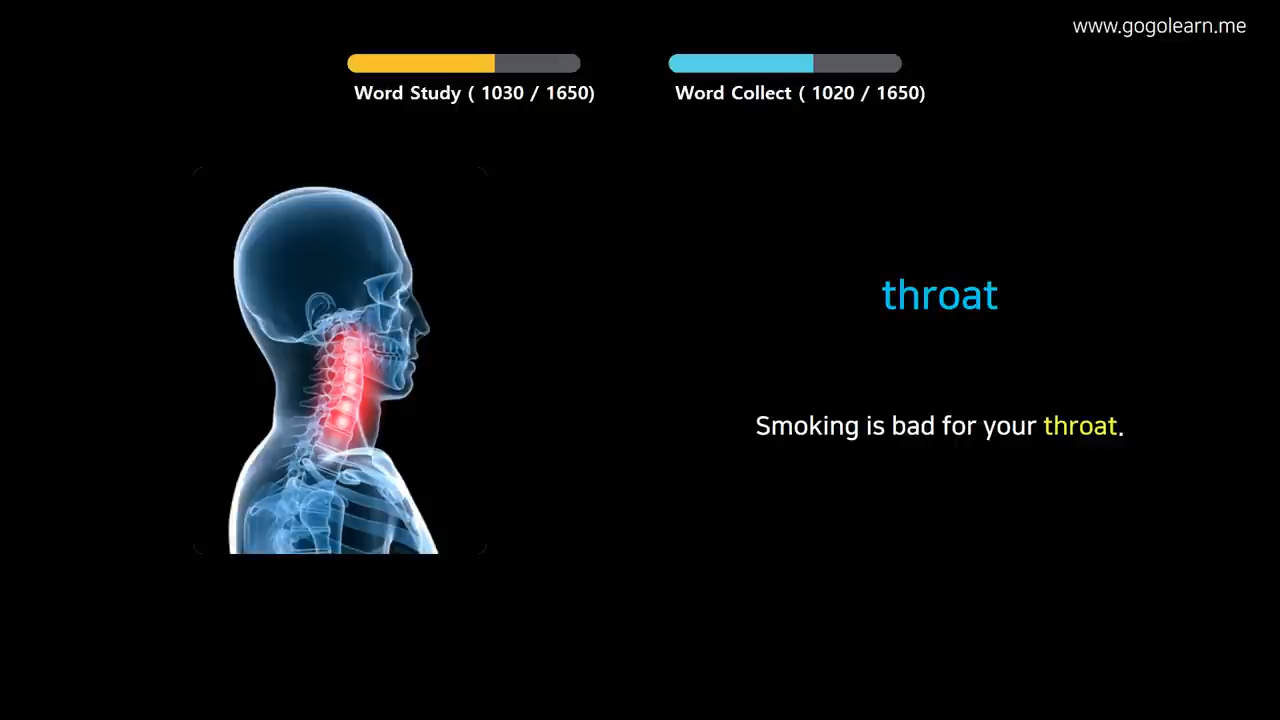 www.gogolearn.me
Word Study ( 1030 / 1650)
Word Collect ( 1020 / 1650)
throat
Smoking is bad for your throat.